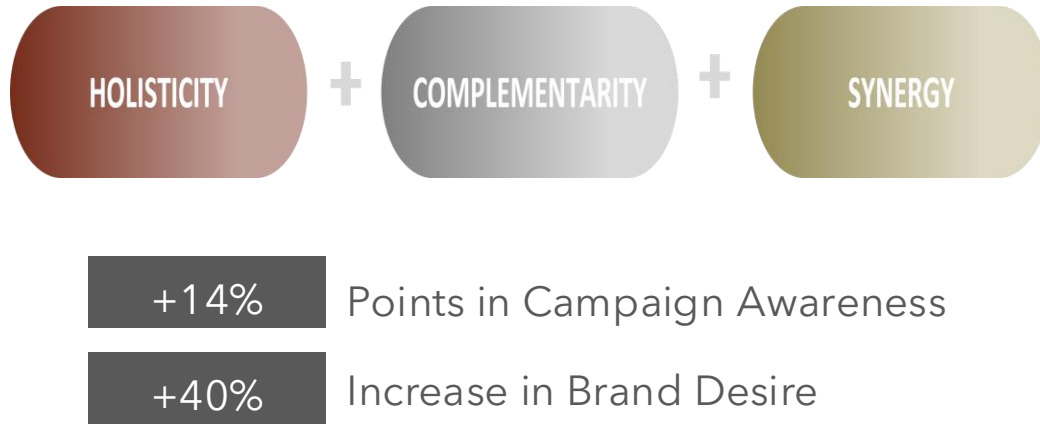 HOLISTICITY + COMPLEMENTARITY + SYNERGY
+14% Points in Campaign Awareness
+40% Increase in Brand Desire